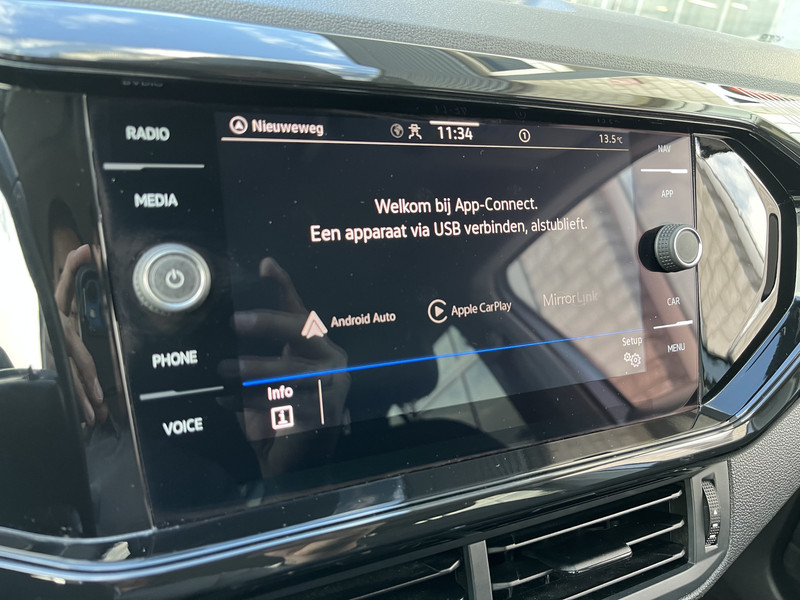 RADIO
MEDIA
PHONE
VOICE
Nieuweweg
11:34
1
13.5°C
Welkom bij App-Connect.
Een apparaat via USB verbinden, alstublieft.
Android Auto
Apple CarPlay
MirrorLink
Setup
Info
NAV
APP
CAR
MENU